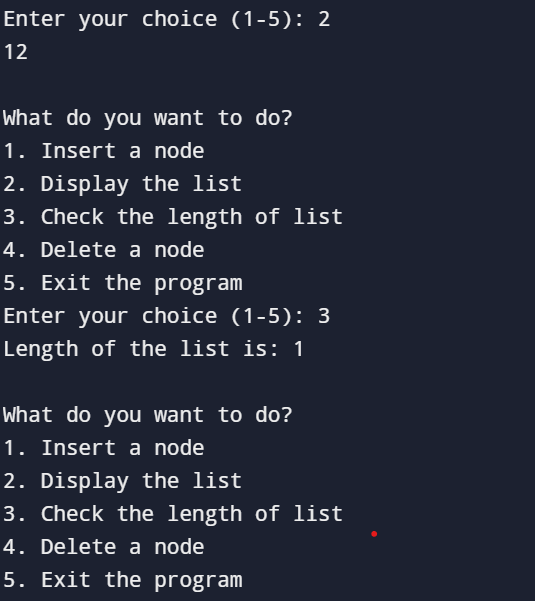 Enter your choice (1-5): 2
12
What do you want to do?
1. Insert a node
2. Display the list
3. Check the length of list
4. Delete a node
5. Exit the program
Enter your choice (1-5): 3
Length of the list is: 1
What do you want to do?
1. Insert a node
2. Display the list
3. Check the length of list
4. Delete a node
5. Exit the program